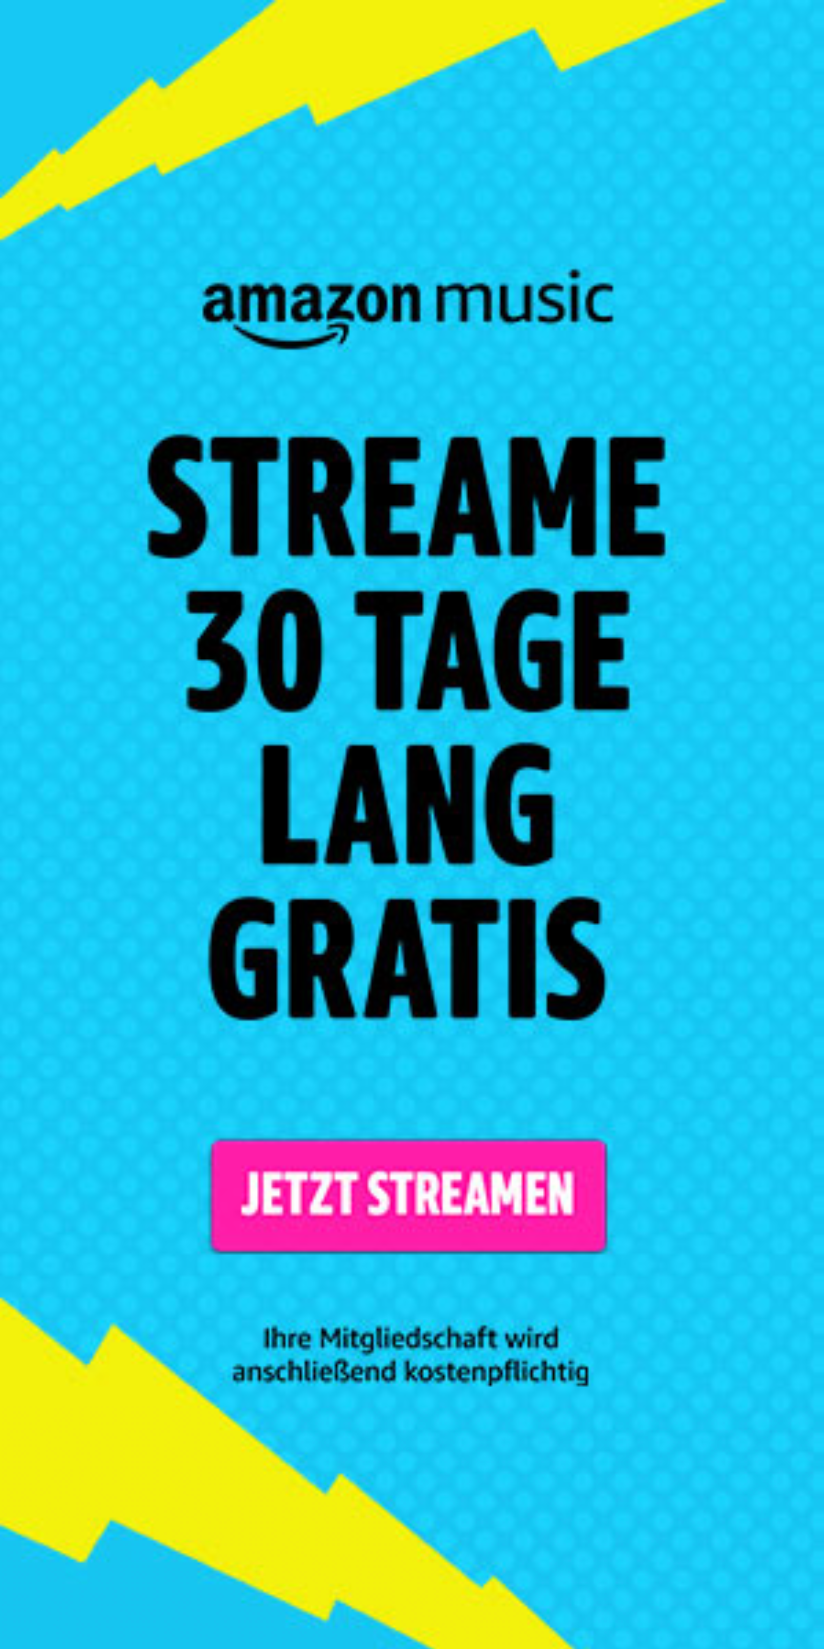 amazon music
STREAME
30 TAGE
LANG
GRATIS
JETZT STREAMEN
Ihre Mitgliedschaft wird
anschließend kostenpflichtig